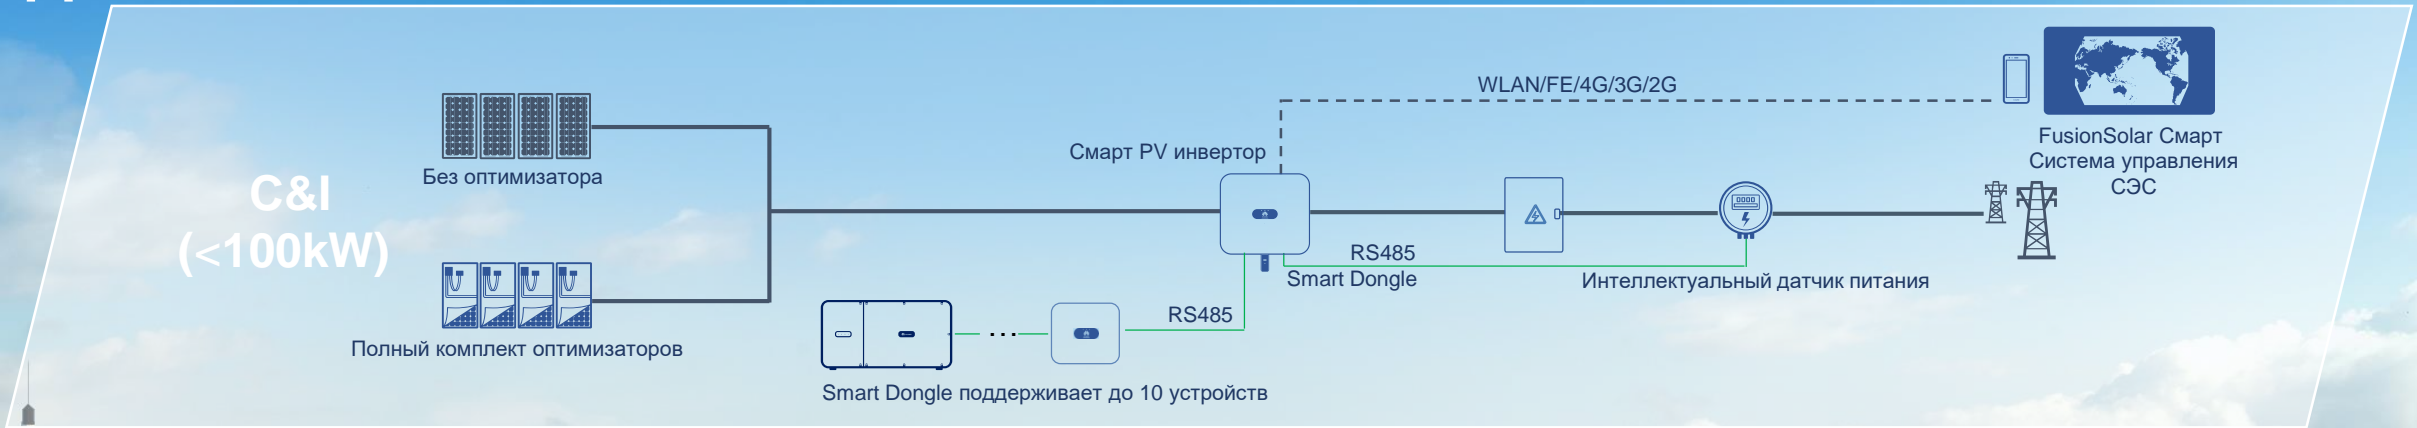 WLAN/FE/4G/3G/2G
FusionSolar Смарт
Система управления
СЭС
Смарт PV инвертор
Без оптимизатора
C&I
(<100kW)
RS485
Smart Dongle
Интеллектуальный датчик питания
RS485
Полный комплект оптимизаторов
Smart Dongle поддерживает до 10 устройств